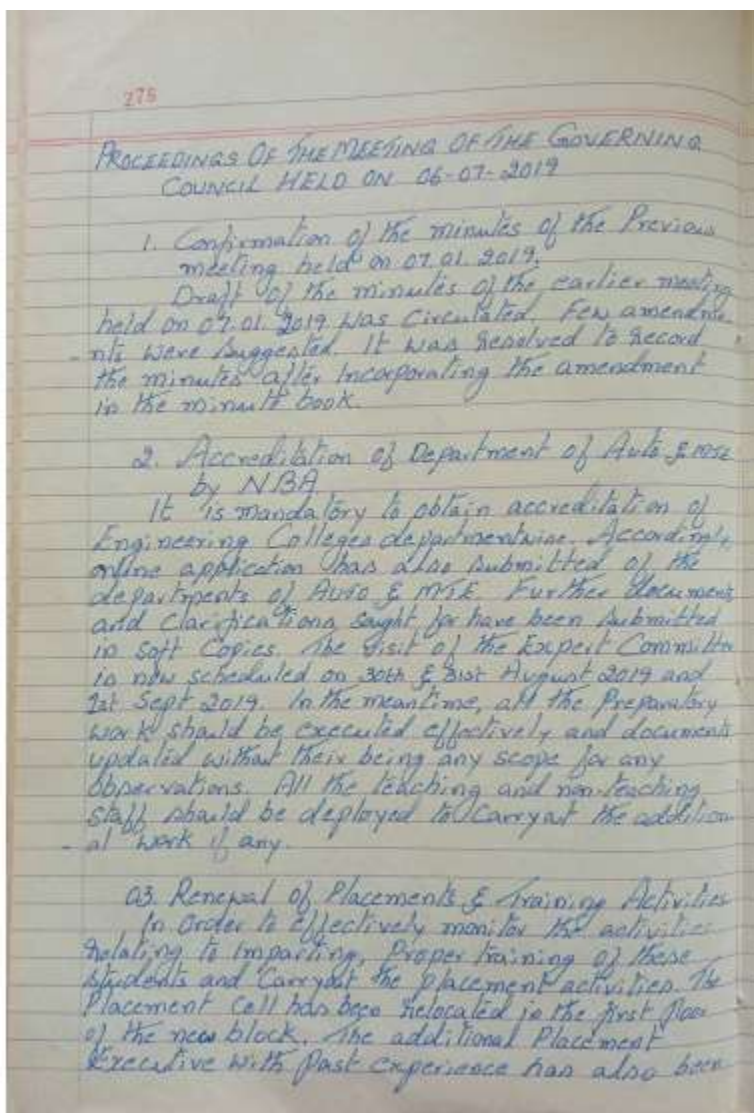 276
PROCEEDINGS OF THE MEETING OF THE GOVERNING
COUNCIL HELD ON 06-07-2019
1. Confirmation of the minutes of the Previous
meeting held on 07.01.2019.
Draft of the minutes of the earlier meeting
held on 07.01.2019 was Circulated. Few amendme
- nts were suggested. It was resolved to record
the minutes after Incorporating the amendment
in the minute book.
2. Accreditation of Department of Auto & MTE
by NBA
It is mandatory to obtain accreditation of
Engineering Colleges departmentwise. Accordingly,
online application has also submitted of the
departments of AUTO & MTE. Further documents
and clarifications sought for have been submitted
in Soft Copies. The visit of the Expert Committee
is now scheduled on 30th & 31st August 2019 and
1st Sept 2019. In the meantime, all the Preparatory
work should be executed effectively and documents
updated without their being any scope for any
Observations. All the teaching and non-teaching
staff should be deployed to Carryout the addition
- al work if any.
03. Renewal of Placements & Training Activities
In Order to effectively monitor the activities
relating to Imparting, Proper training of these
students and Carryout the placement activities. The
Placement Cell has been relocated in the first floor
of the new block. The additional Placement
Executive with Past experience has also been